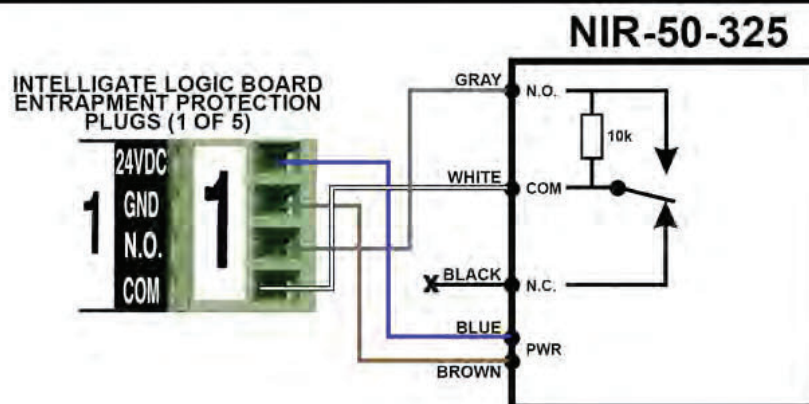 NIR-50-325
INTELLIGATE LOGIC BOARD
ENTRAPMENT PROTECTION
PLUGS (1 OF 5)
1
24VDC
GND
N.O.
COM
1
GRAY
N.O.
10k
WHITE
COM
X
BLACK
N.C.
BLUE
PWR
BROWN